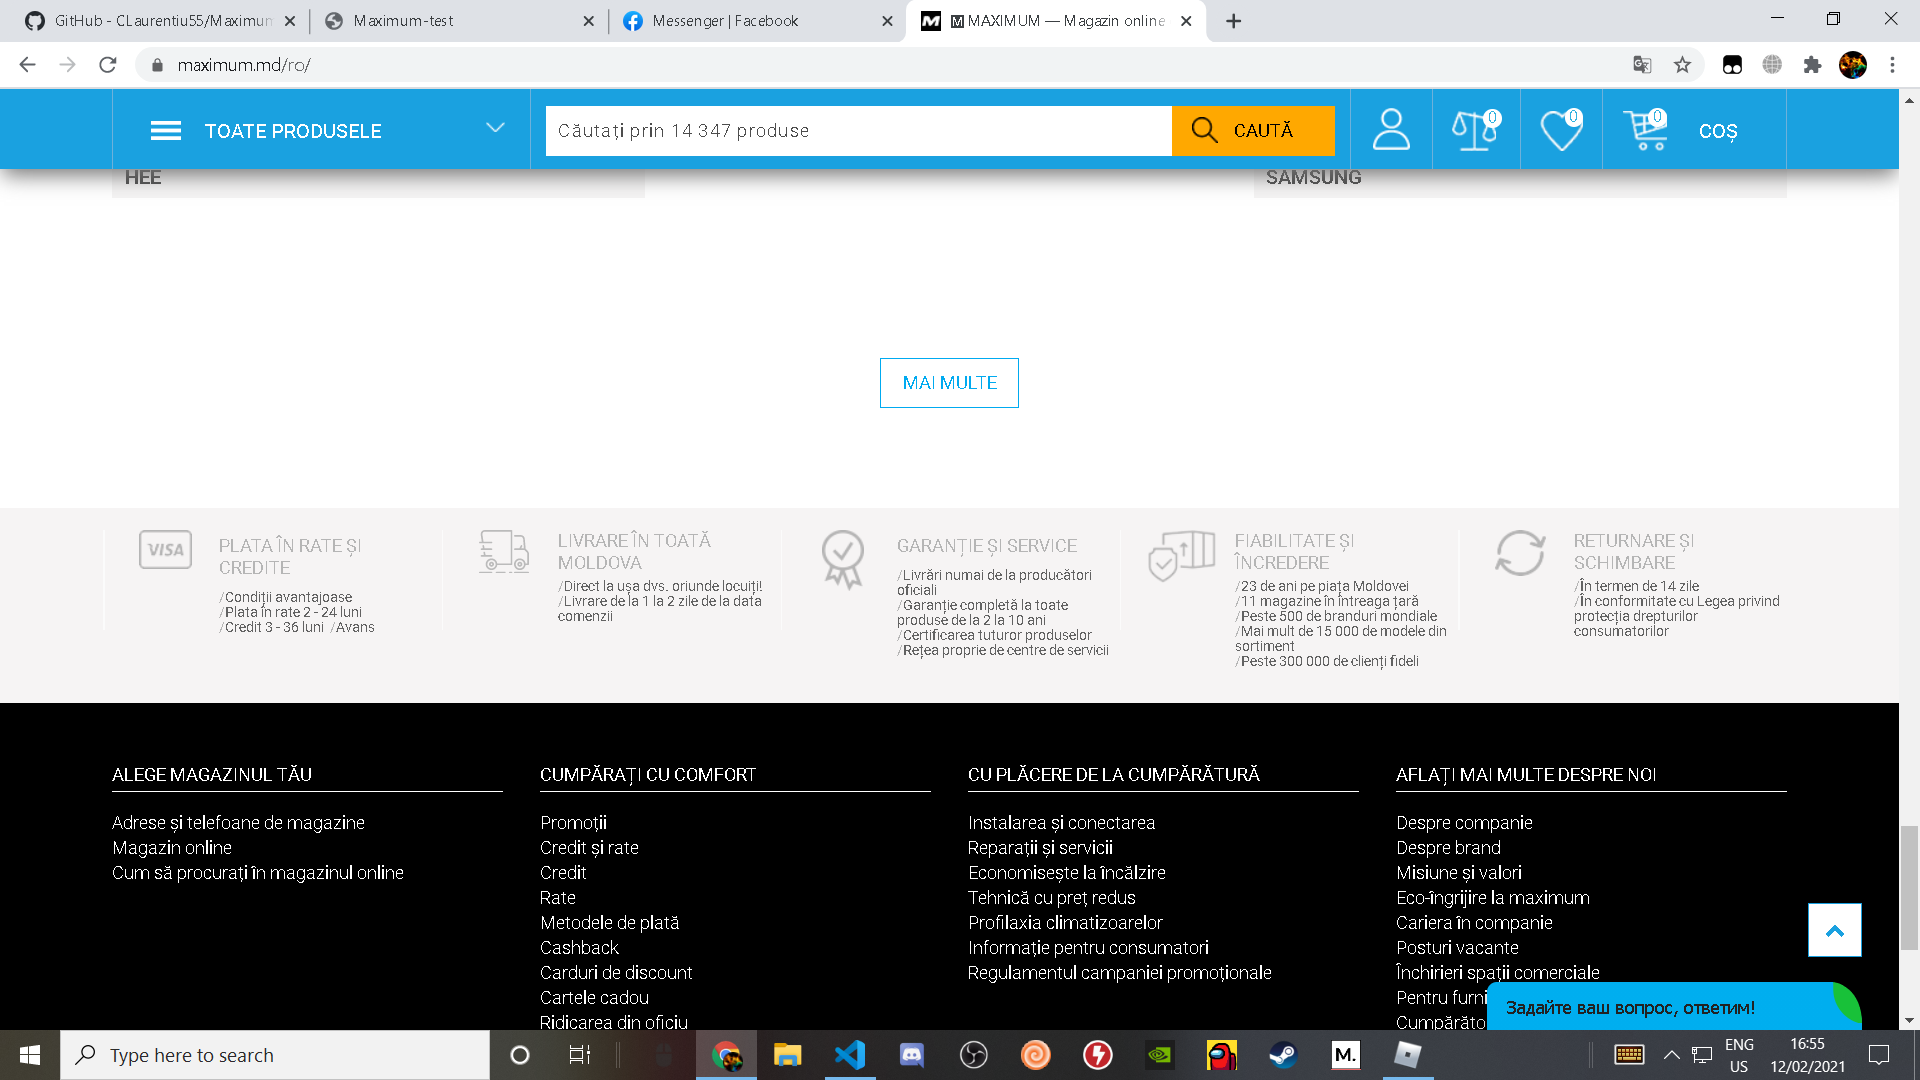 GitHub - CLaurentiu55/Maximum
Maximum-test
Messenger | Facebook
M MAXIMUM — Magazin online
maximum.md/ro/
TOATE PRODUSELE
Căutați prin 14 347 produse
CAUTĂ
0
0
0
COȘ
HEE
SAMSUNG
MAI MULTE
VISA
PLATA ÎN RATE ȘI
CREDITE
/Condiții avantajoase
/Plata în rate 2 - 24 luni
/Credit 3 - 36 luni /Avans
LIVRARE ÎN TOATĂ
MOLDOVA
/Direct la ușa dvs. oriunde locuiți!
/Livrare de la 1 la 2 zile de la data
comenzii
GARANȚIE ȘI SERVICE
/Livrări numai de la producători
oficiali
/Garanție completă la toate
produse de la 2 la 10 ani
/Certificarea tuturor produselor
/Rețea proprie de centre de servicii
FIABILITATE ȘI
ÎNCREDERE
/23 de ani pe piața Moldovei
/11 magazine în întreaga țară
/Peste 500 de branduri mondiale
/Mai mult de 15 000 de modele din
sortiment
/Peste 300 000 de clienți fideli
RETURNARE ȘI
SCHIMBARE
/În termen de 14 zile
/În conformitate cu Legea privind
protecția drepturilor
consumatorilor
ALEGE MAGAZINUL TĂU
Adrese și telefoane de magazine
Magazin online
Cum să procurați în magazinul online
CUMPĂRAȚI CU COMFORT
Promoții
Credit și rate
Credit
Rate
Metodele de plată
Cashback
Carduri de discount
Cartele cadou
Ridicarea din oficiu
CU PLĂCERE DE LA CUMPĂRĂTURĂ
Instalarea și conectarea
Reparații și servicii
Economisește la încălzire
Tehnică cu preț redus
Profilaxia climatizoarelor
Informație pentru consumatori
Regulamentul campaniei promoționale
AFLAȚI MAI MULTE DESPRE NOI
Despre companie
Despre brand
Misiune și valori
Eco-îngrijire la maximum
Cariera în companie
Posturi vacante
Închirieri spații comerciale
Pentru furni
Cumpărăto
Задайте ваш вопрос, ответим!
Type here to search
M.
ENG
US
16:55
12/02/2021